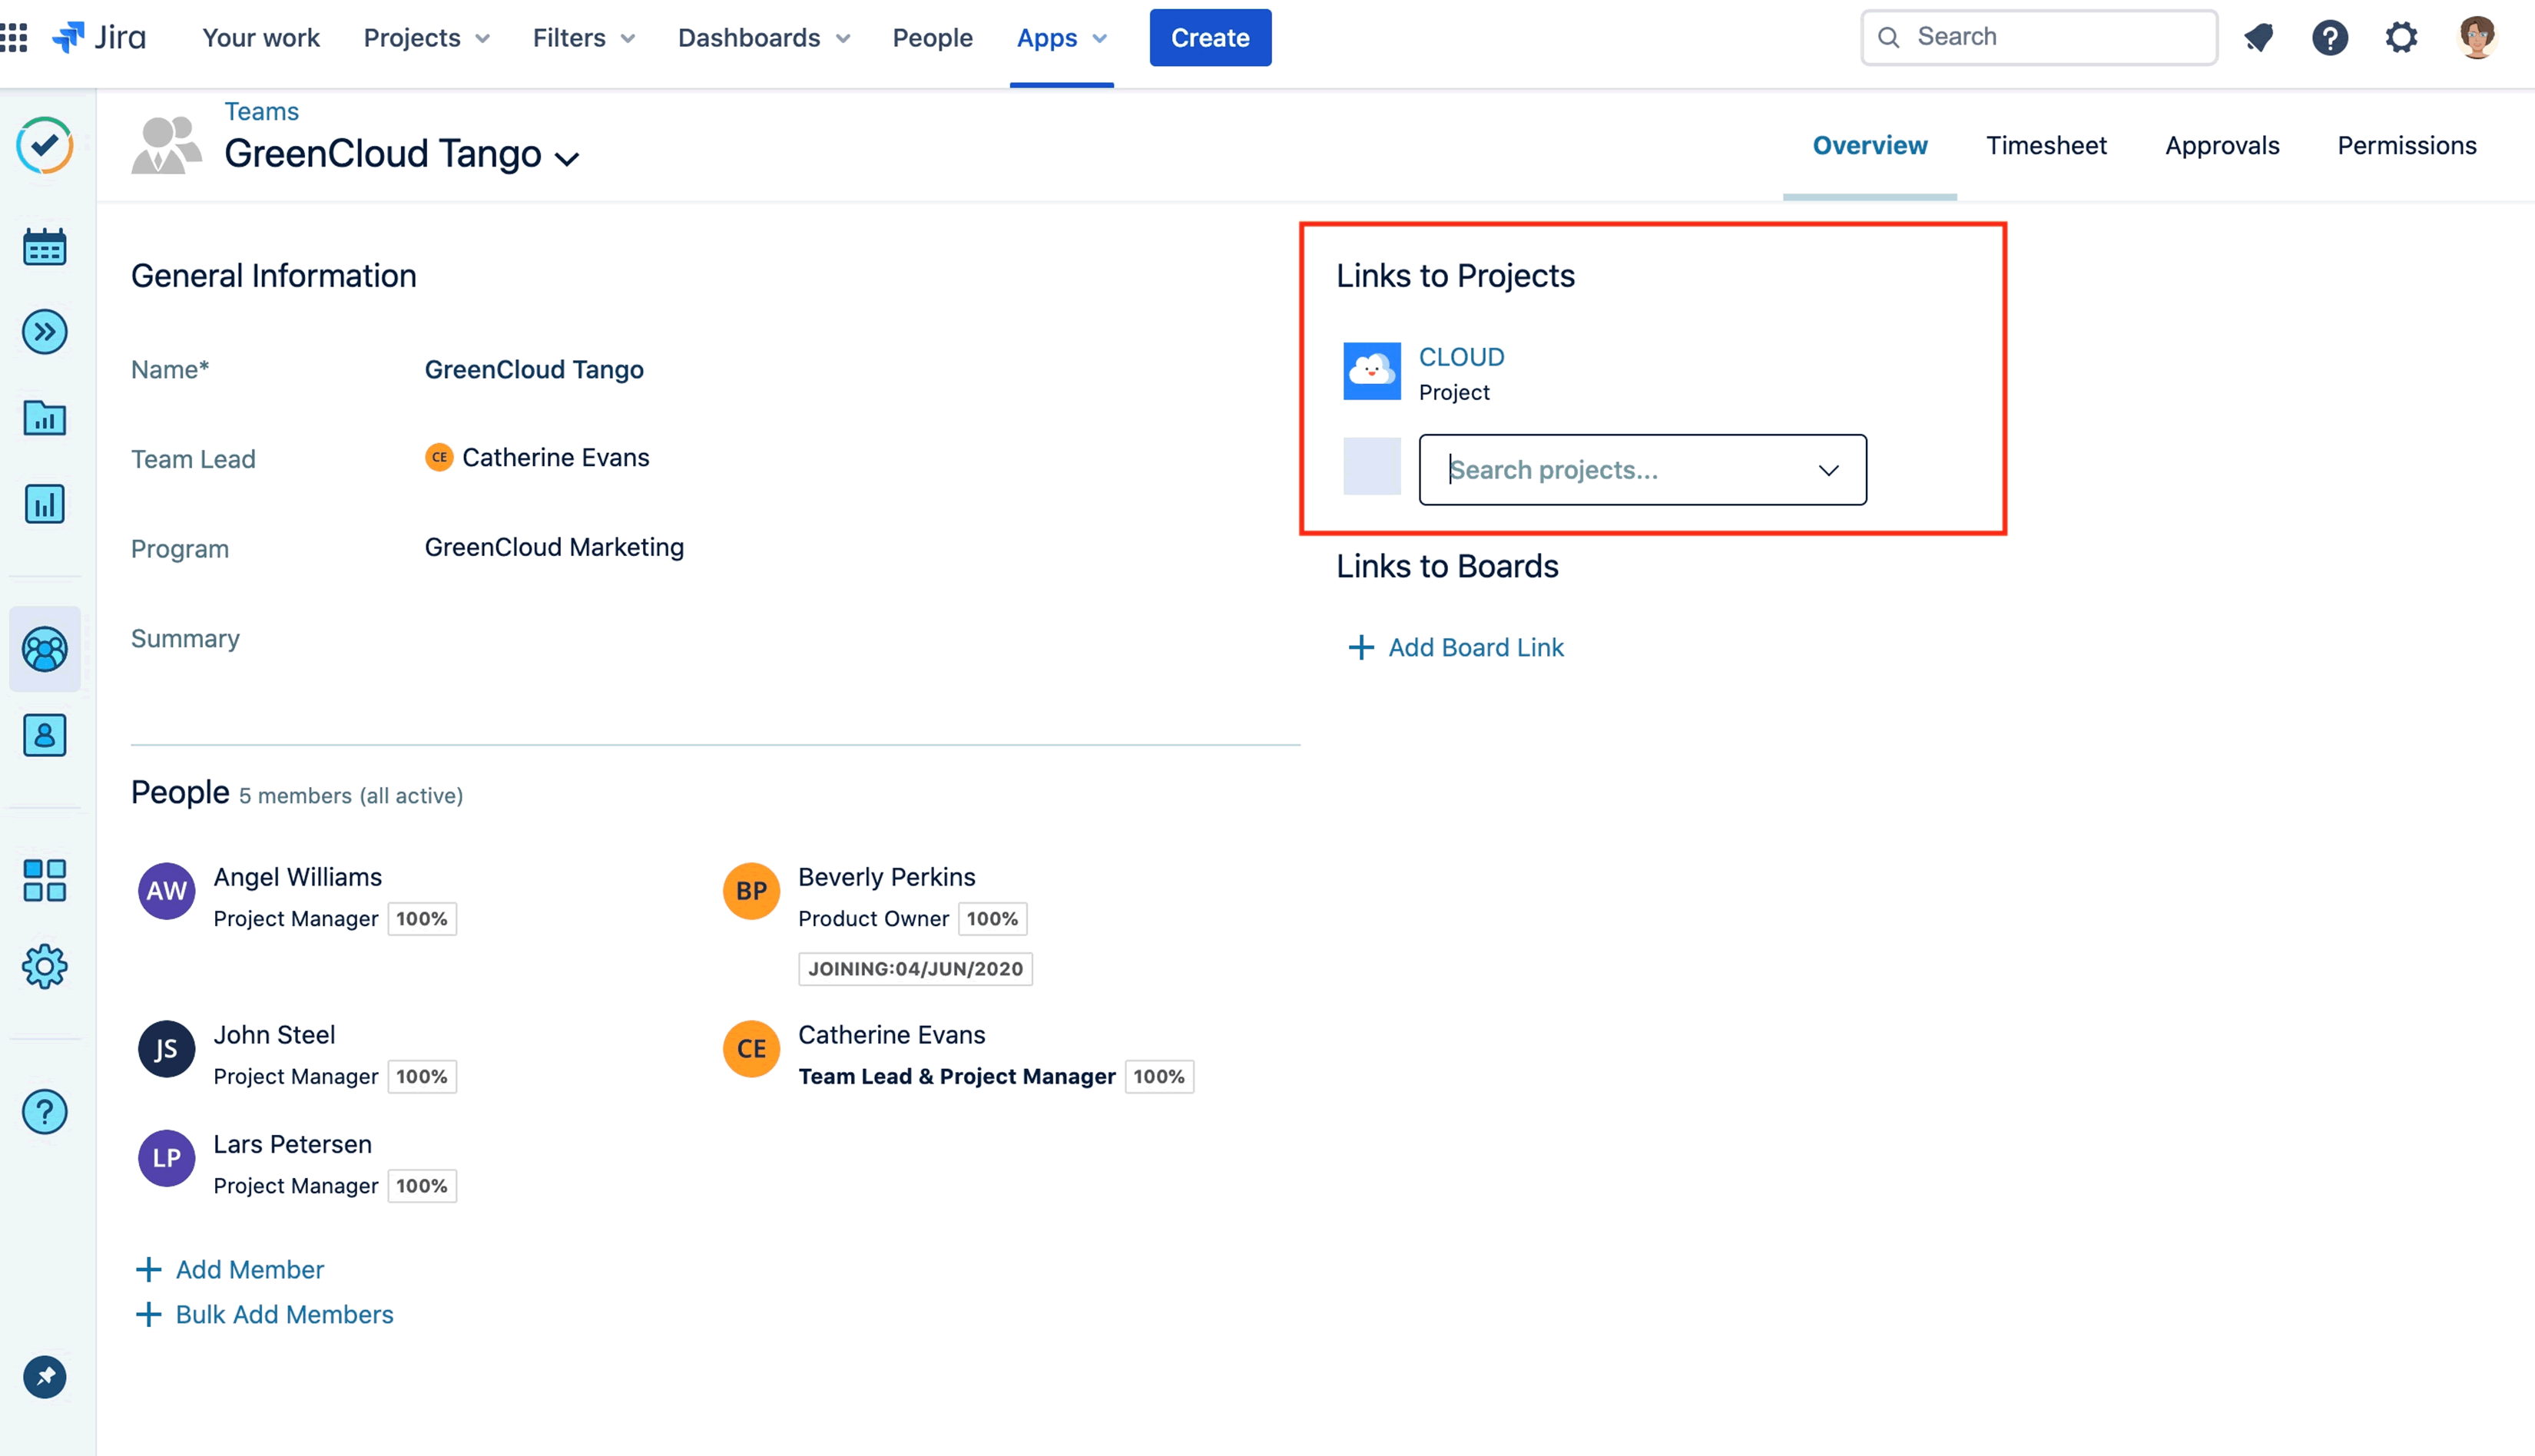 Jira Your work Projects Filters Dashboards People Apps Create Search
Teams
GreenCloud Tango
Overview Timesheet Approvals Permissions
General Information
Name* GreenCloud Tango
Team Lead CE Catherine Evans
Program GreenCloud Marketing
Summary
Links to Projects
CLOUD
Project
Search projects...
Links to Boards
+ Add Board Link
People 5 members (all active)
AW Angel Williams
Project Manager 100%
BP Beverly Perkins
Product Owner 100%
JOINING:04/JUN/2020
JS John Steel
Project Manager 100%
CE Catherine Evans
Team Lead & Project Manager 100%
LP Lars Petersen
Project Manager 100%
+ Add Member
+ Bulk Add Members